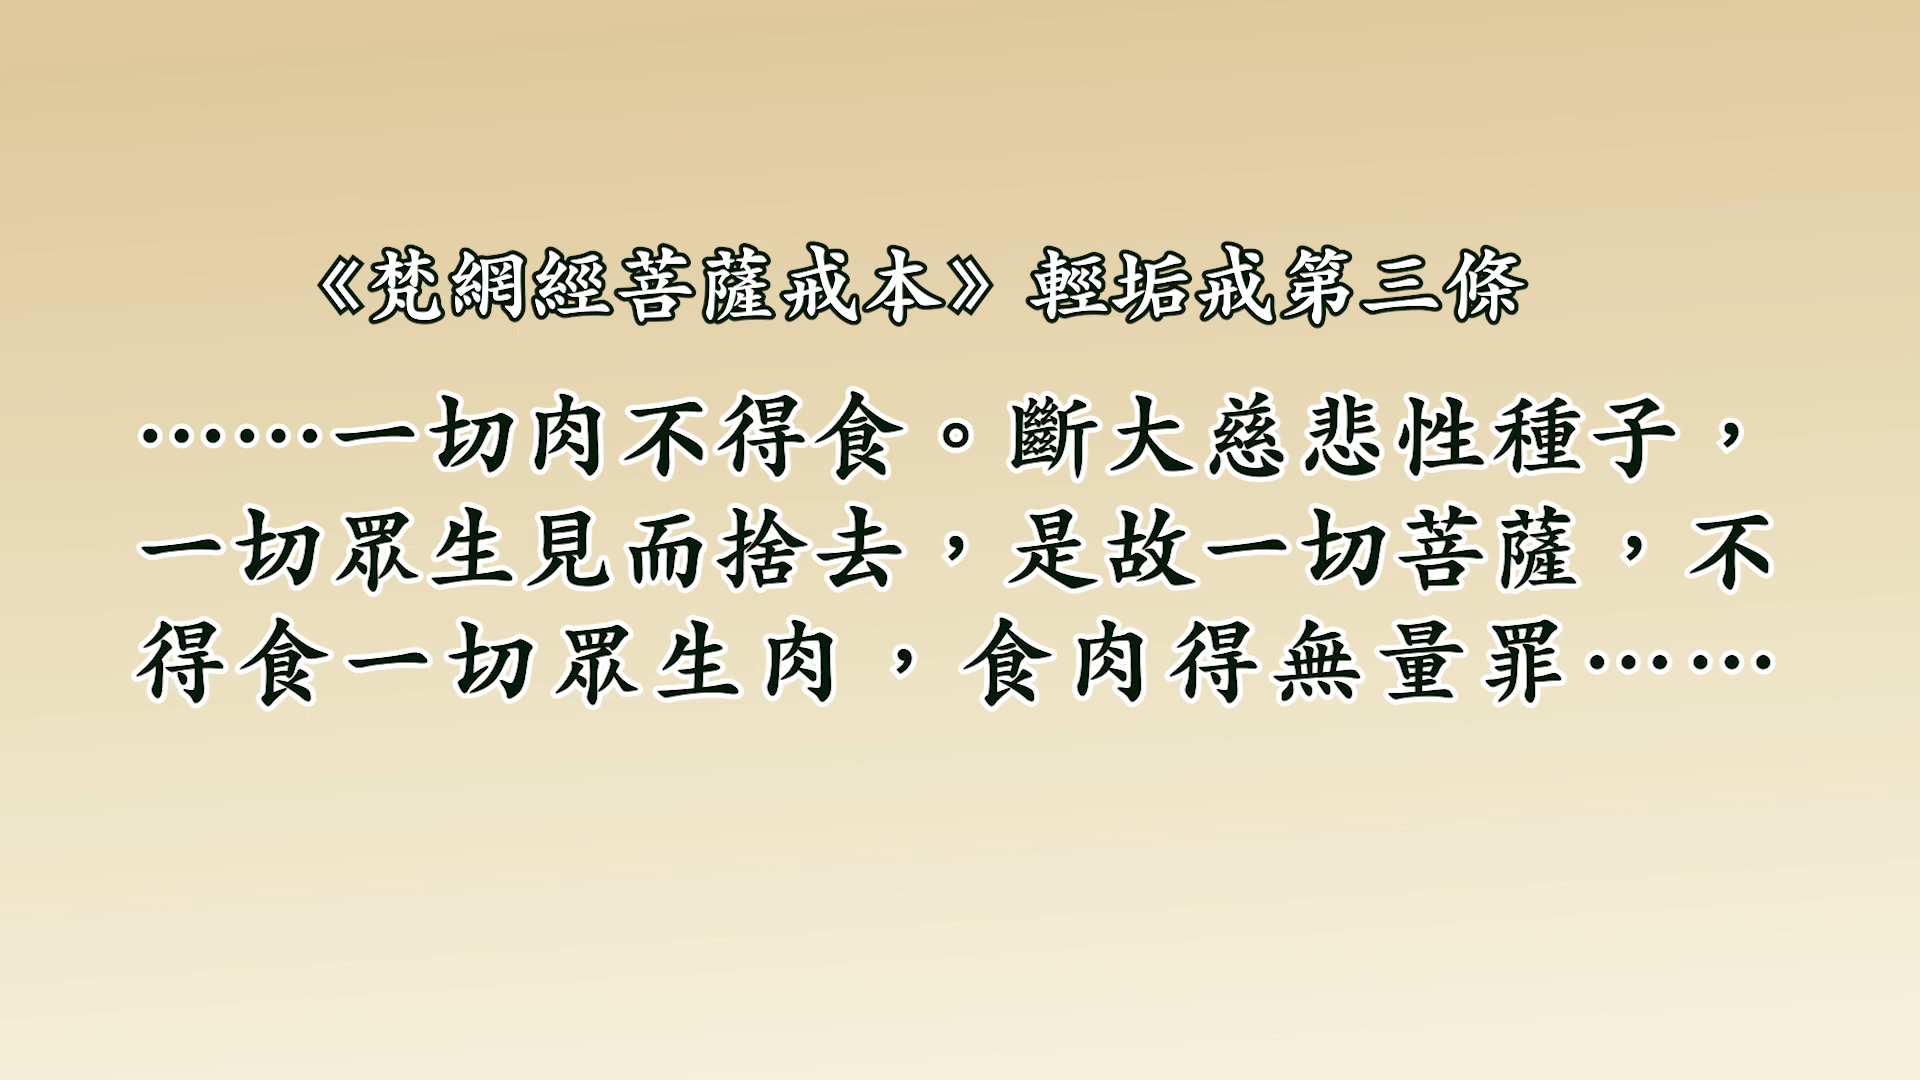 《梵網經菩薩戒本》輕垢戒第三條
……一切肉不得食。斷大慈悲性種子，
一切眾生見而捨去，是故一切菩薩，不
得食一切眾生肉，食肉得無量罪……